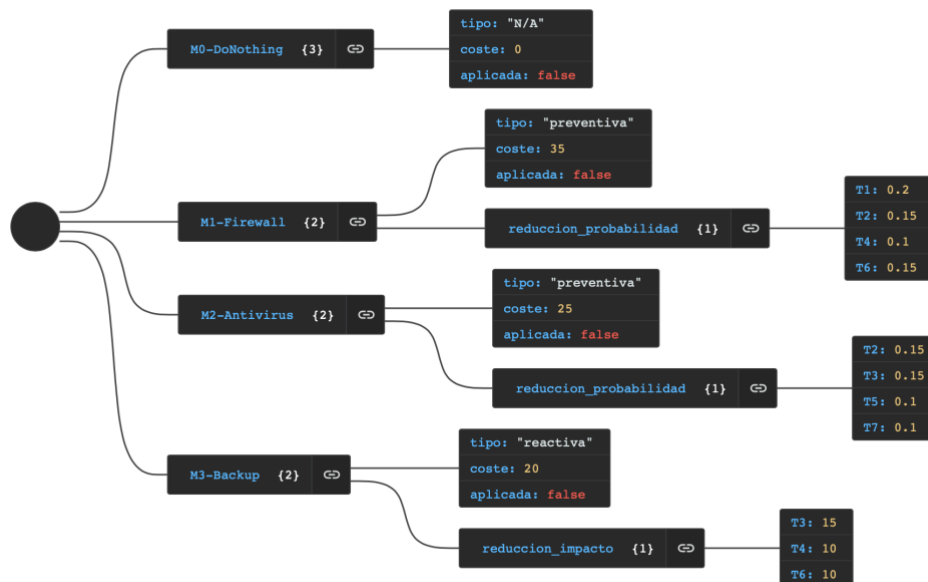 M0-DoNothing {3}
tipo: "N/A"
coste: 0
aplicada: false
M1-Firewall {2}
tipo: "preventiva"
coste: 35
aplicada: false
reduccion_probabilidad {1}
T1: 0.2
T2: 0.15
T4: 0.1
T6: 0.15
M2-Antivirus {2}
tipo: "preventiva"
coste: 25
aplicada: false
reduccion_probabilidad {1}
T2: 0.15
T3: 0.15
T5: 0.1
T7: 0.1
M3-Backup {2}
tipo: "reactiva"
coste: 20
aplicada: false
reduccion_impacto {1}
T3: 15
T4: 10
T6: 10